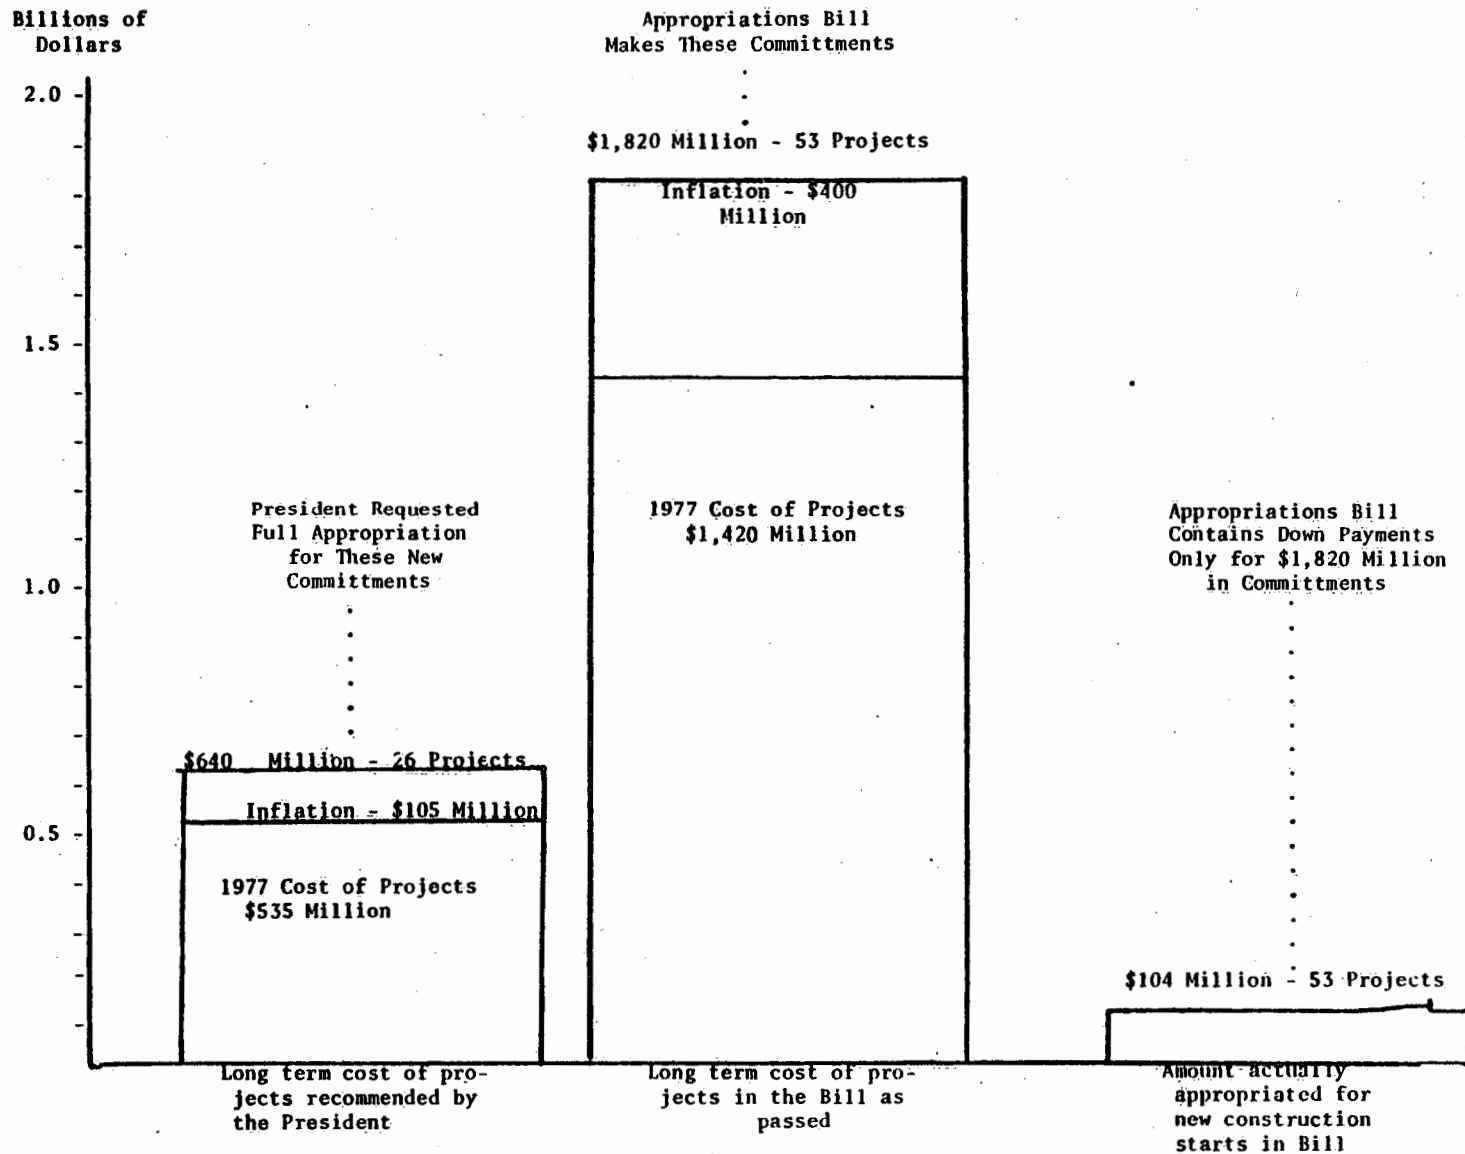 Billions of
Dollars
Appropriations Bill
Makes These Committments
2.0
$1,820 Million - 53 Projects
Inflation - $400
Million
1.5
President Requested
Full Appropriation
for These New
Committments
1977 Cost of Projects
$1,420 Million
Appropriations Bill
Contains Down Payments
Only for $1,820 Million
in Committments
1.0
$640 Million - 26 Projects
Inflation - $105 Million
0.5
1977 Cost of Projects
$535 Million
$104 Million - 53 Projects
Long term cost of pro-
jects recommended by
the President
Long term cost of pro-
jects in the Bill as
passed
Amount actually
appropriated for
new construction
starts in Bill